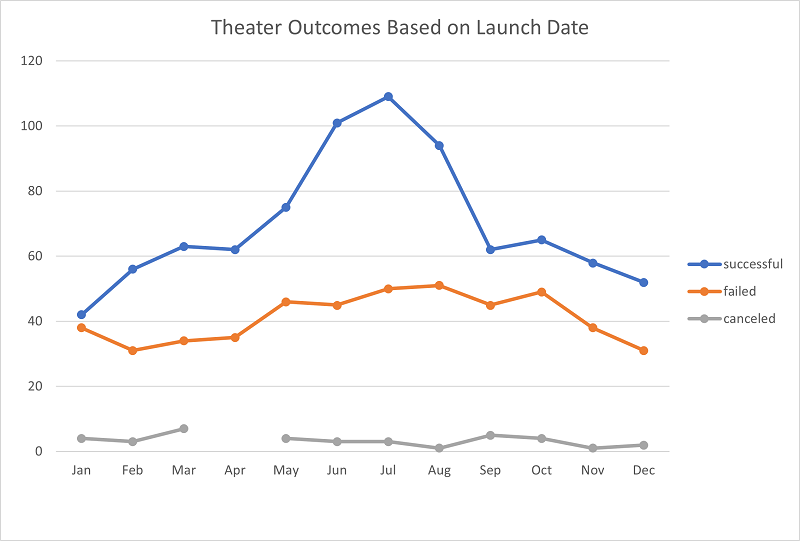 Theater Outcomes Based on Launch Date
120
100
80
60
40
20
0
Jan Feb Mar Apr May Jun Jul Aug Sep Oct Nov Dec
successful
failed
canceled